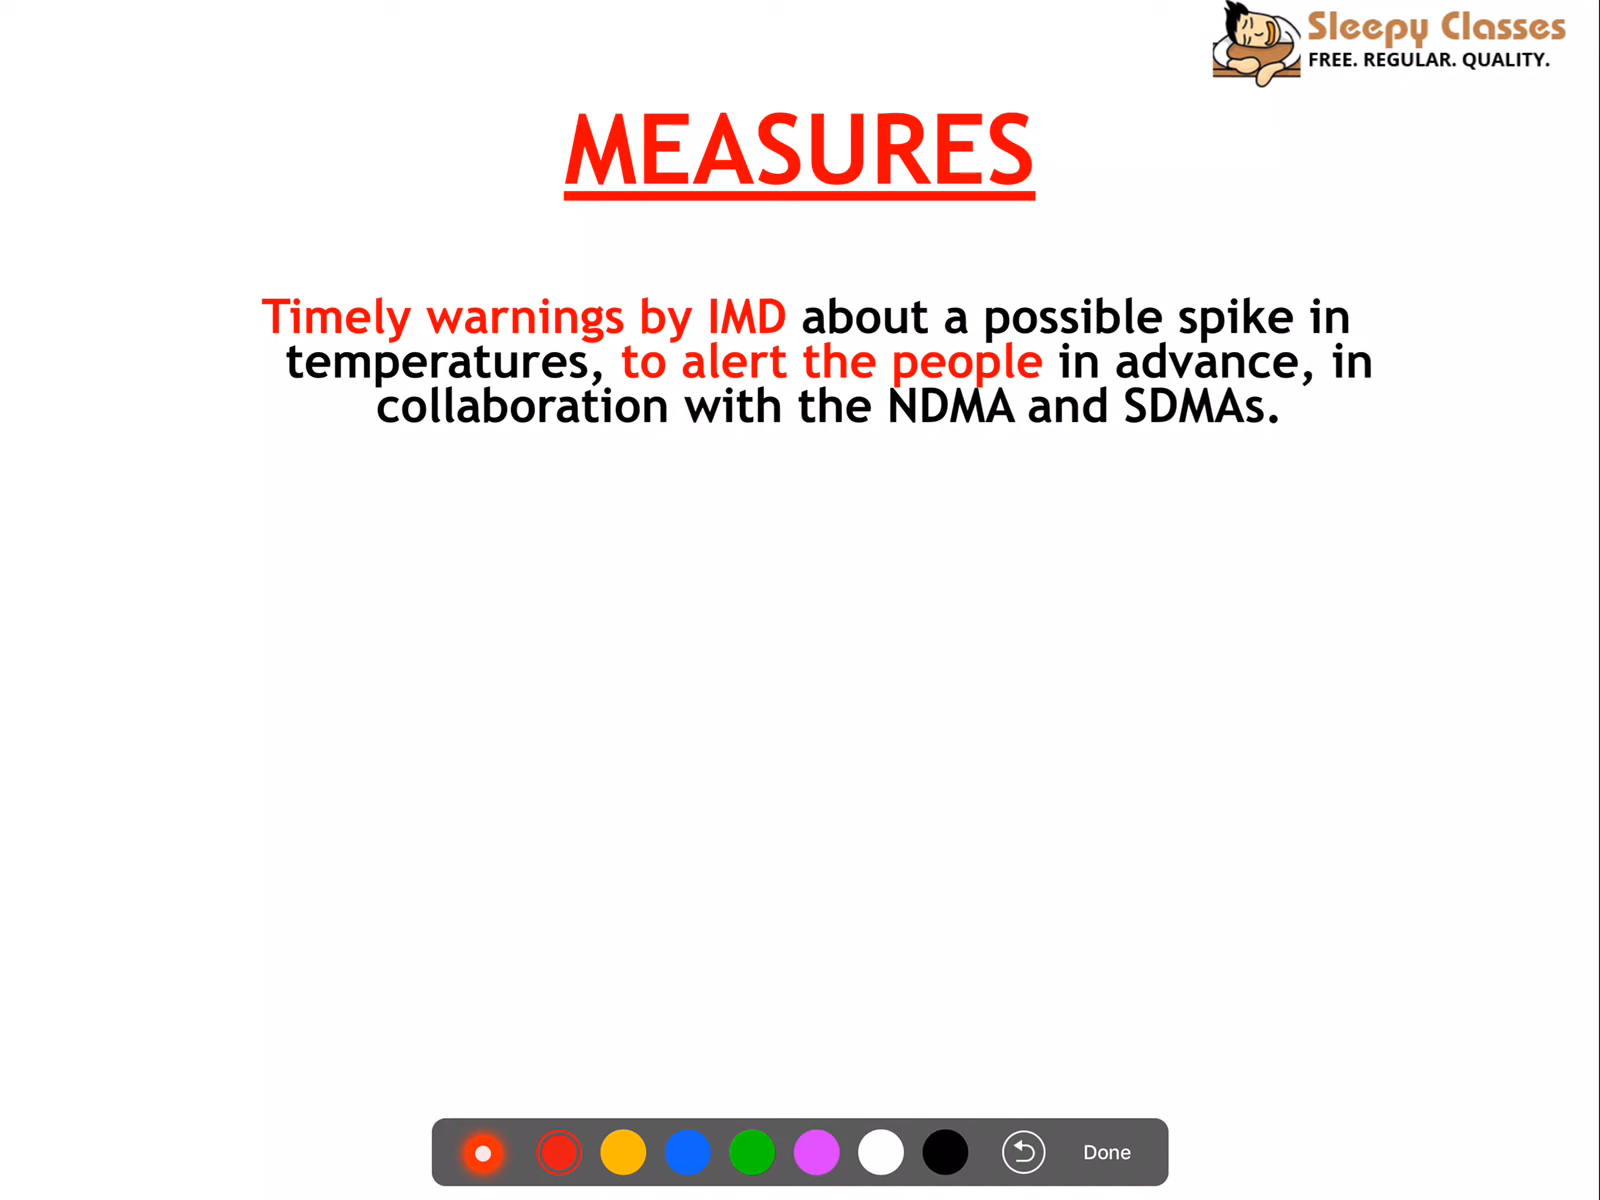 Sleepy Classes
FREE. REGULAR. QUALITY.
MEASURES
Timely warnings by IMD about a possible spike in
temperatures, to alert the people in advance, in
collaboration with the NDMA and SDMAs.
Done